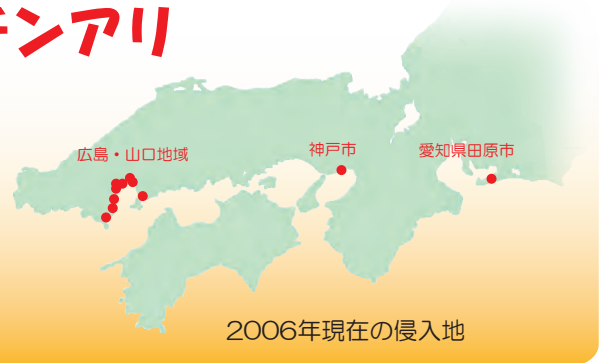 チンアリ
広島・山口地域
神戸市
愛知県田原市
2006年現在の侵入地